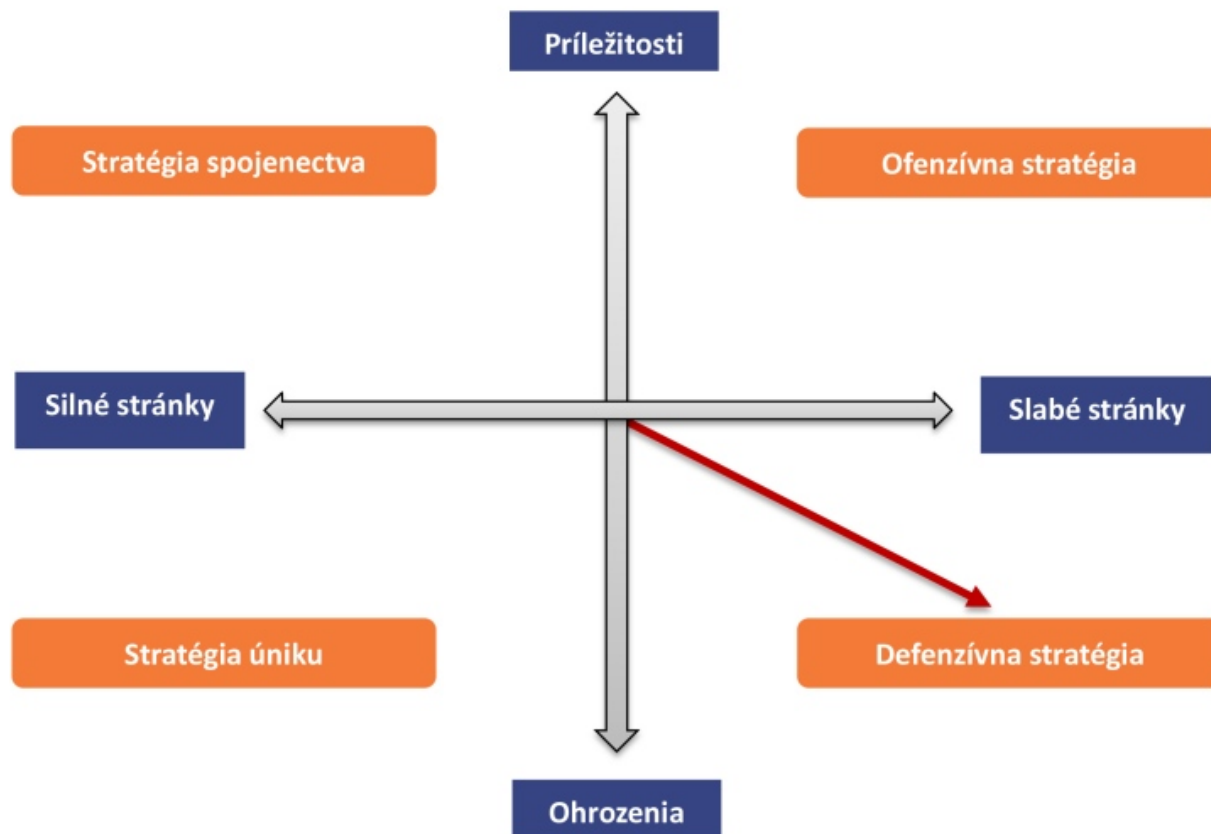 Príležitosti
Stratégia spojenectva
Ofenzívna stratégia
Silné stránky
Slabé stránky
Stratégia úniku
Defenzívna stratégia
Ohrozenia